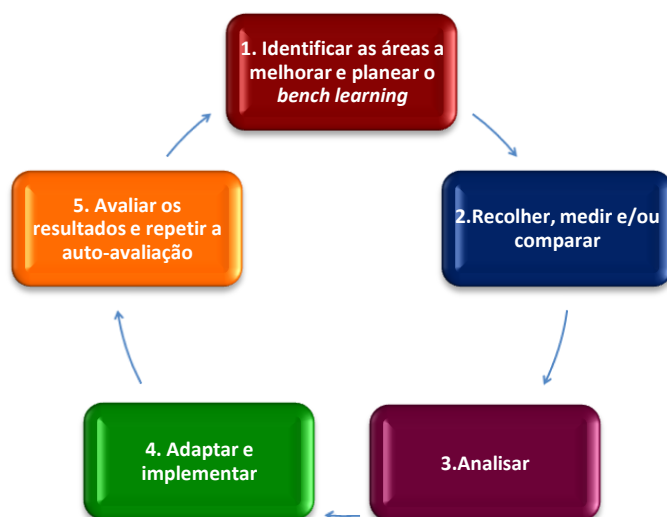 1. Identificar as áreas a
melhorar e planear o
bench learning
2.Recolher, medir e/ou
comparar
3.Analisar
4. Adaptar e
implementar
5. Avaliar os
resultados e repetir a
auto-avaliação